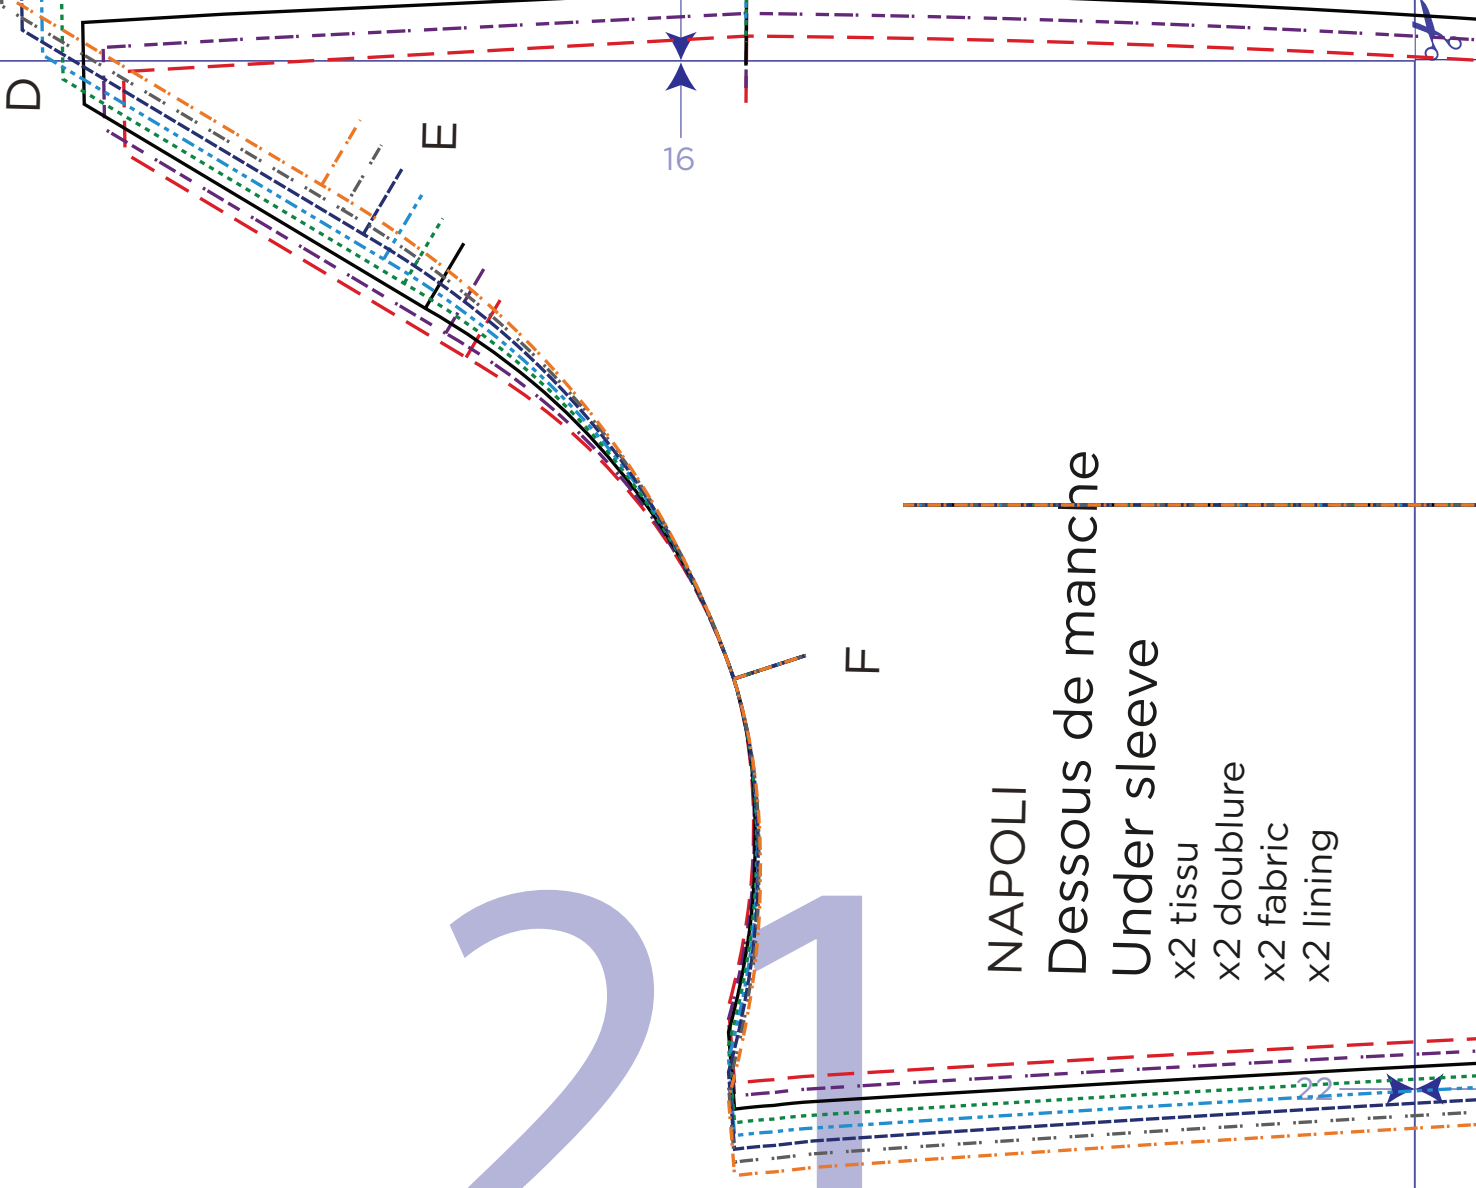 D
E
16
F
NAPOLI
Dessous de manche
Under sleeve
x2 tissu
x2 doublure
x2 fabric
x2 lining
21
22